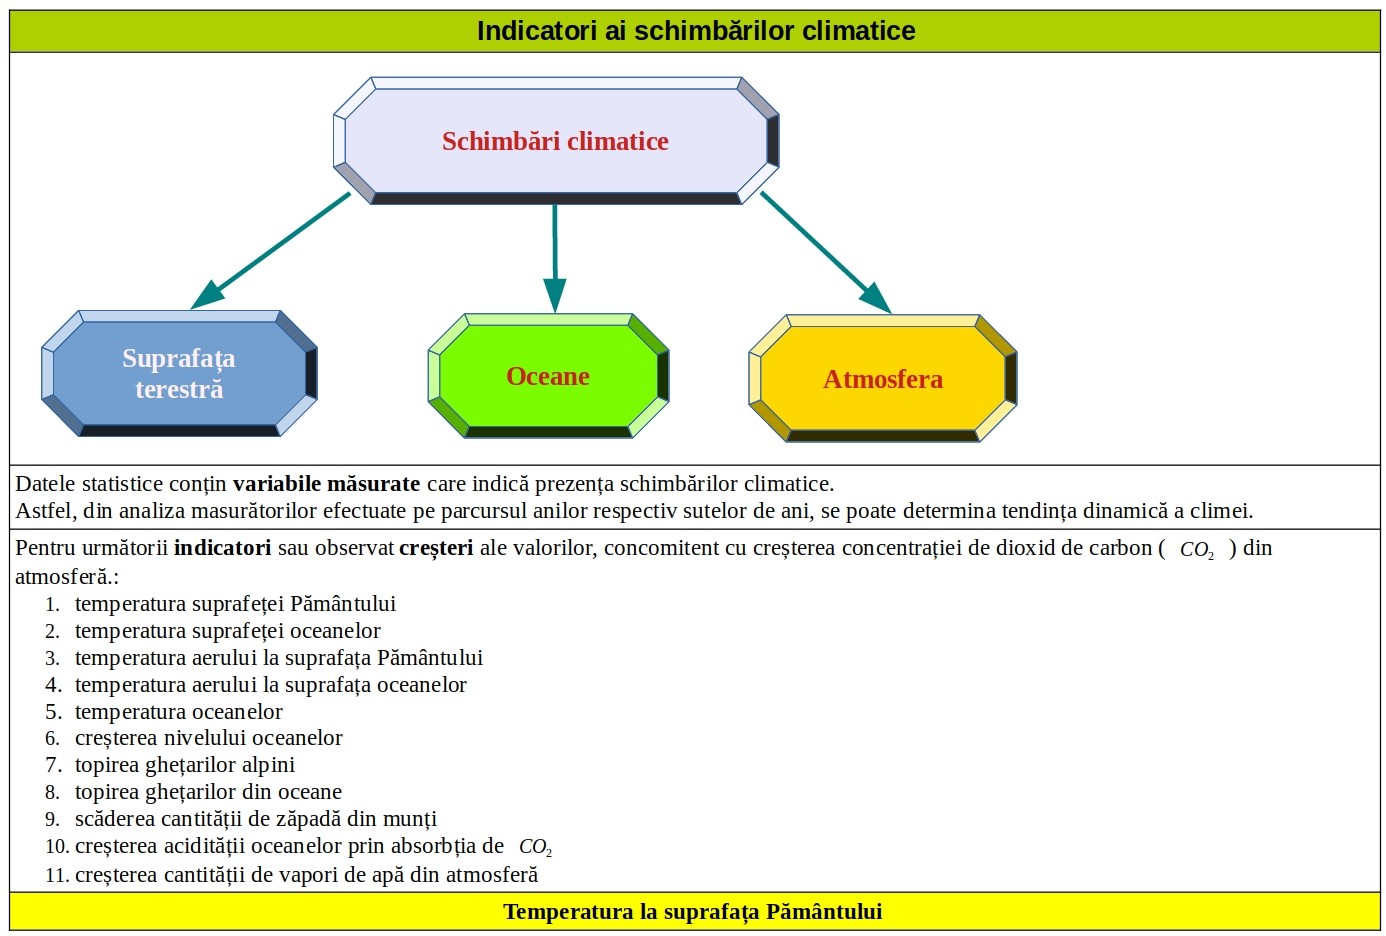 Indicatori ai schimbărilor climatice
Schimbări climatice
Suprafața
terestră
Oceane
Atmosfera
Datele statistice conțin variabile măsurate care indică prezența schimbărilor climatice.
Astfel, din analiza masurătorilor efectuate pe parcursul anilor respectiv sutelor de ani, se poate determina tendința dinamică a climei.
Pentru următorii indicatori sau observat creșteri ale valorilor, concomitent cu creșterea concentrației de dioxid de carbon ( CO₂ ) din
atmosferă.:
1. temperatura suprafeței Pământului
2. temperatura suprafeței oceanelor
3. temperatura aerului la suprafața Pământului
4. temperatura aerului la suprafața oceanelor
5. temperatura oceanelor
6. creșterea nivelului oceanelor
7. topirea ghețarilor alpini
8. topirea ghețarilor din oceane
9. scăderea cantității de zăpadă din munți
10. creșterea acidității oceanelor prin absorbția de CO₂
11. creșterea cantității de vapori de apă din atmosferă
Temperatura la suprafața Pământului